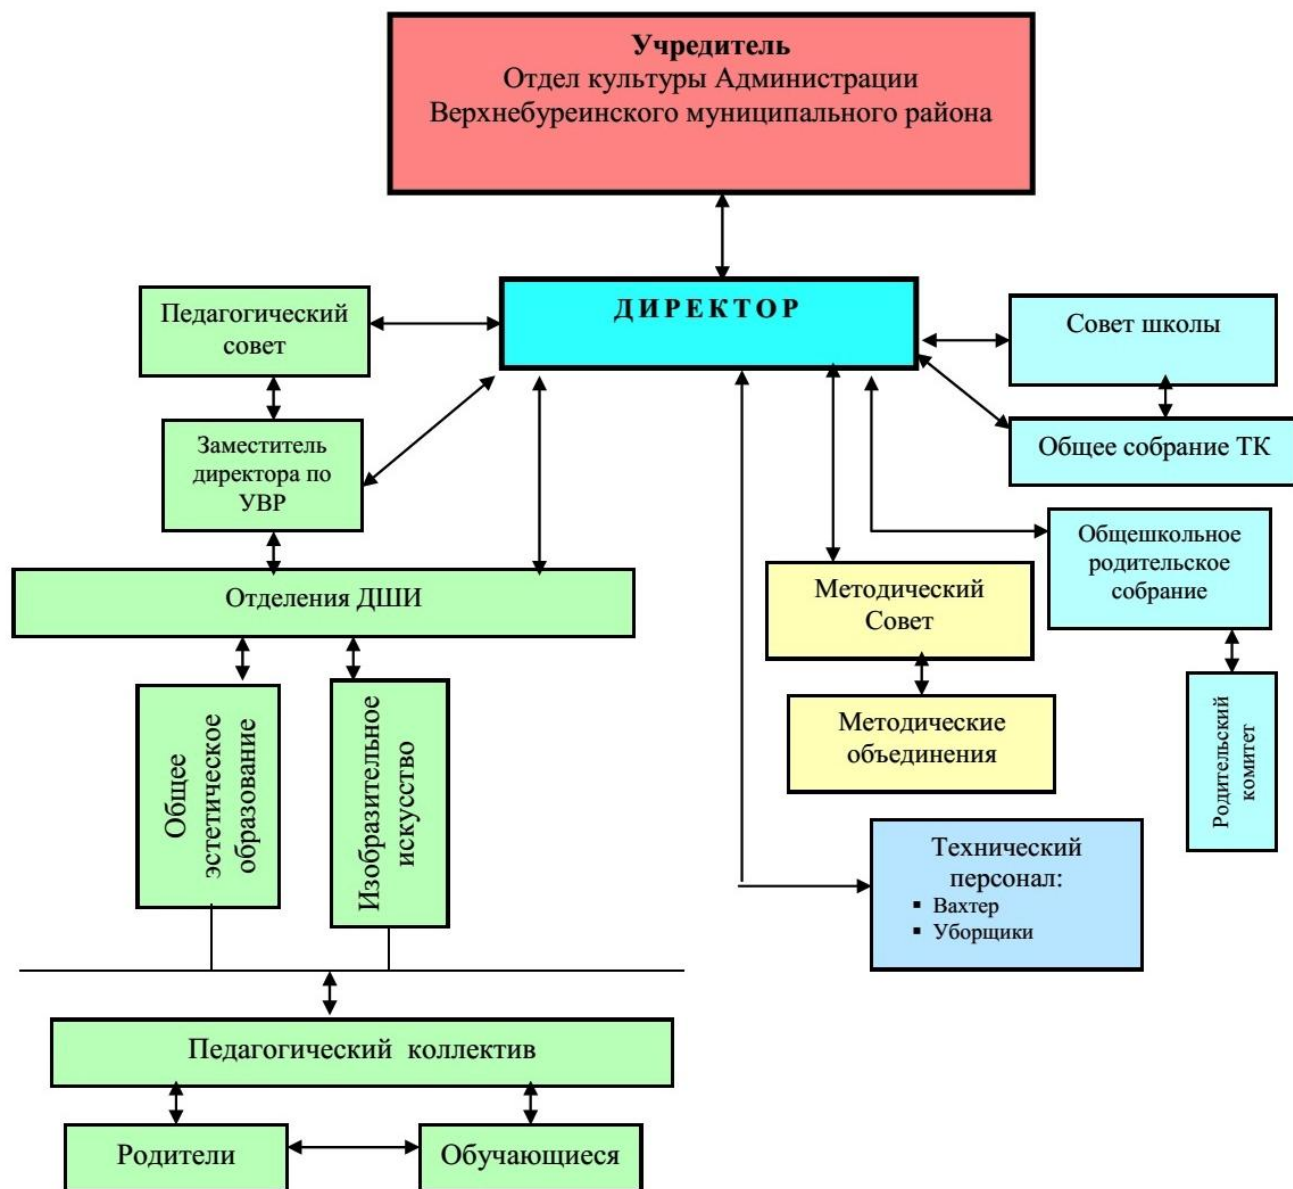 Учредитель
Отдел культуры Администрации
Верхнебуреинского муниципального района
ДИРЕКТОР
Педагогический
совет
Совет школы
Заместитель
директора по
УВР
Общее собрание ТК
Общешкольное
родительское
собрание
Отделения ДШИ
Методический
Совет
Родительский
комитет
Общее
эстетическое
образование
Изобразительное
искусство
Методические
объединения
Технический
персонал:
▪ Вахтер
▪ Уборщики
Педагогический коллектив
Родители
Обучающиеся